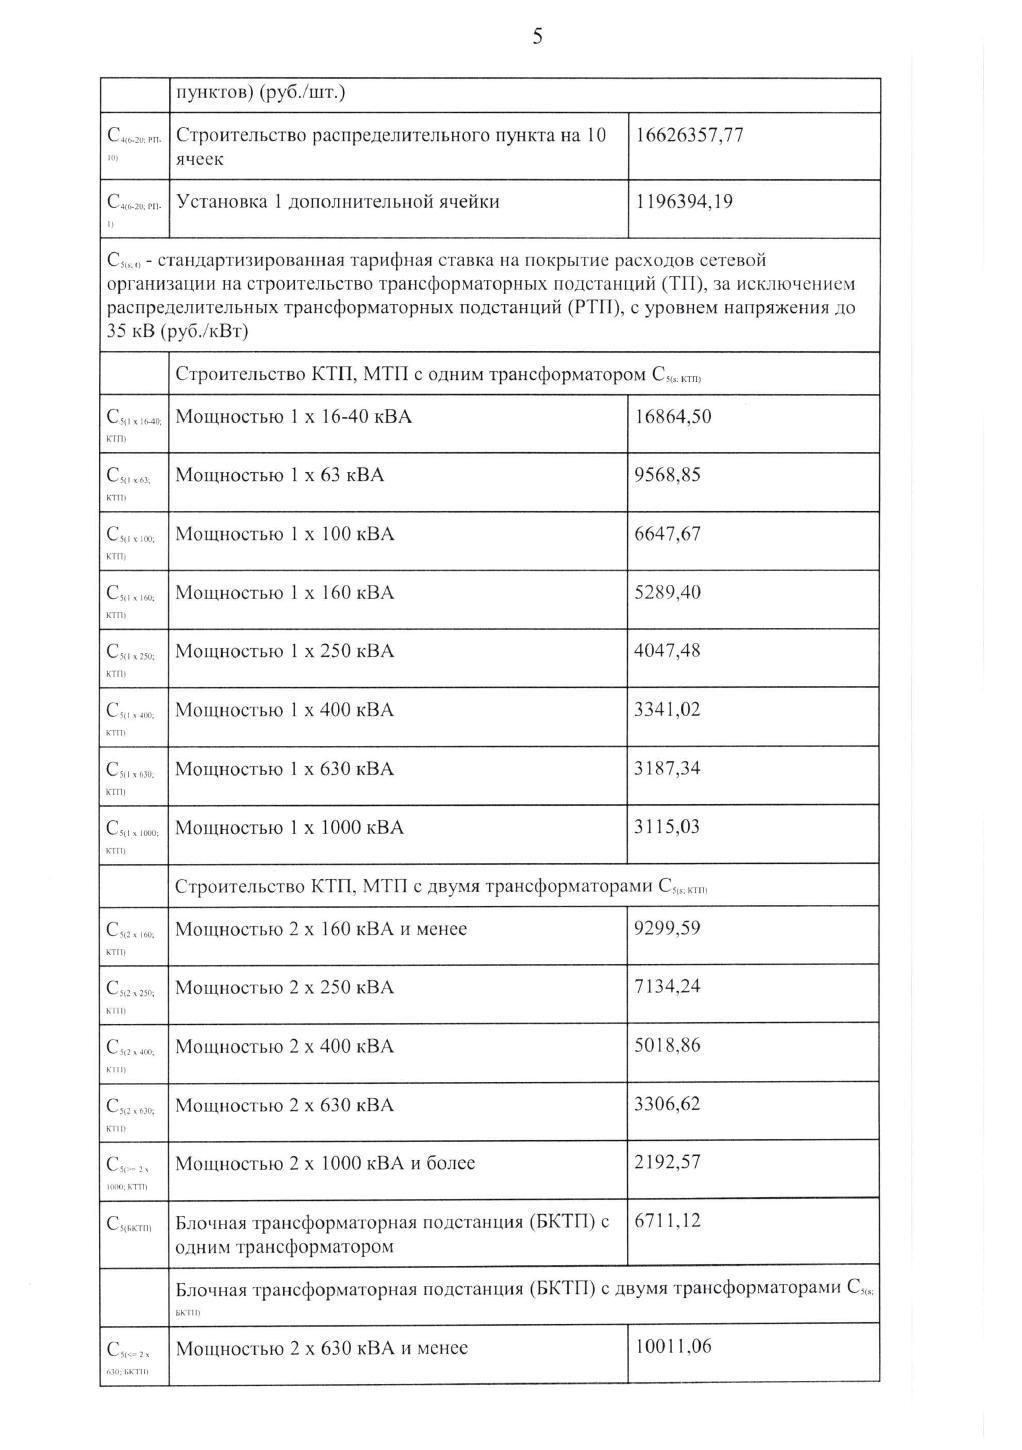 5
пунктов) (руб./шт.)
С4(6-20; РП-
10)
Строительство распределительного пункта на 10
ячеек
16626357,77
С4(6-20; РП-
1)
Установка 1 дополнительной ячейки
1196394,19
С5(s; t) - стандартизированная тарифная ставка на покрытие расходов сетевой
организации на строительство трансформаторных подстанций (ТП), за исключением
распределительных трансформаторных подстанций (РТП), с уровнем напряжения до
35 кВ (руб./кВт)
Строительство КТП, МТП с одним трансформатором С5(s; КТП)
С5(1 х 16-40;
КТП)
Мощностью 1 х 16-40 кВА
16864,50
С5(1 х 63;
КТП)
Мощностью 1 х 63 кВА
9568,85
С5(1 х 100;
КТП)
Мощностью 1 х 100 кВА
6647,67
С5(1 х 160;
КТП)
Мощностью 1 х 160 кВА
5289,40
С5(1 х 250;
КТП)
Мощностью 1 х 250 кВА
4047,48
С5(1 х 400;
КТП)
Мощностью 1 х 400 кВА
3341,02
С5(1 х 630;
КТП)
Мощностью 1 х 630 кВА
3187,34
С5(1 х 1000;
КТП)
Мощностью 1 х 1000 кВА
3115,03
Строительство КТП, МТП с двумя трансформаторами С5(s; КТП)
С5(2 х 160;
КТП)
Мощностью 2 х 160 кВА и менее
9299,59
С5(2 х 250;
КТП)
Мощностью 2 х 250 кВА
7134,24
С5(2 х 400;
КТП)
Мощностью 2 х 400 кВА
5018,86
С5(2 х 630;
КТП)
Мощностью 2 х 630 кВА
3306,62
С5(>= 2 х
1000; КТП)
Мощностью 2 х 1000 кВА и более
2192,57
С5(БКТП)
Блочная трансформаторная подстанция (БКТП) с
одним трансформатором
6711,12
Блочная трансформаторная подстанция (БКТП) с двумя трансформаторами С5(s;
БКТП)
С5(<= 2 х
630; БКТП)
Мощностью 2 х 630 кВА и менее
10011,06